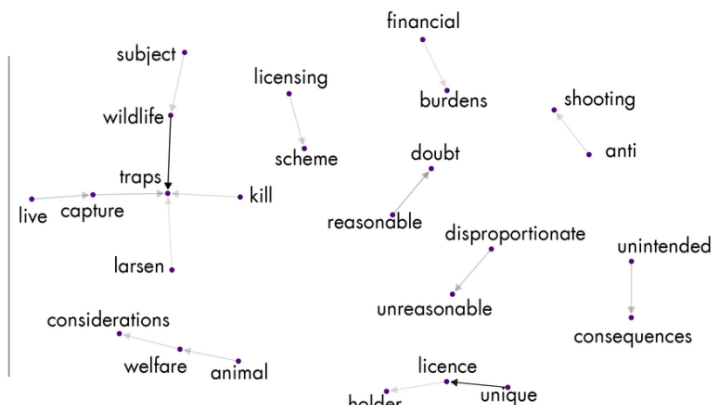 financial
subject
licensing
burdens
shooting
wildlife
doubt
anti
scheme
traps
kill
live
capture
reasonable
disproportionate
unintended
larsen
unreasonable
considerations
consequences
welfare
animal
licence
unique
holder